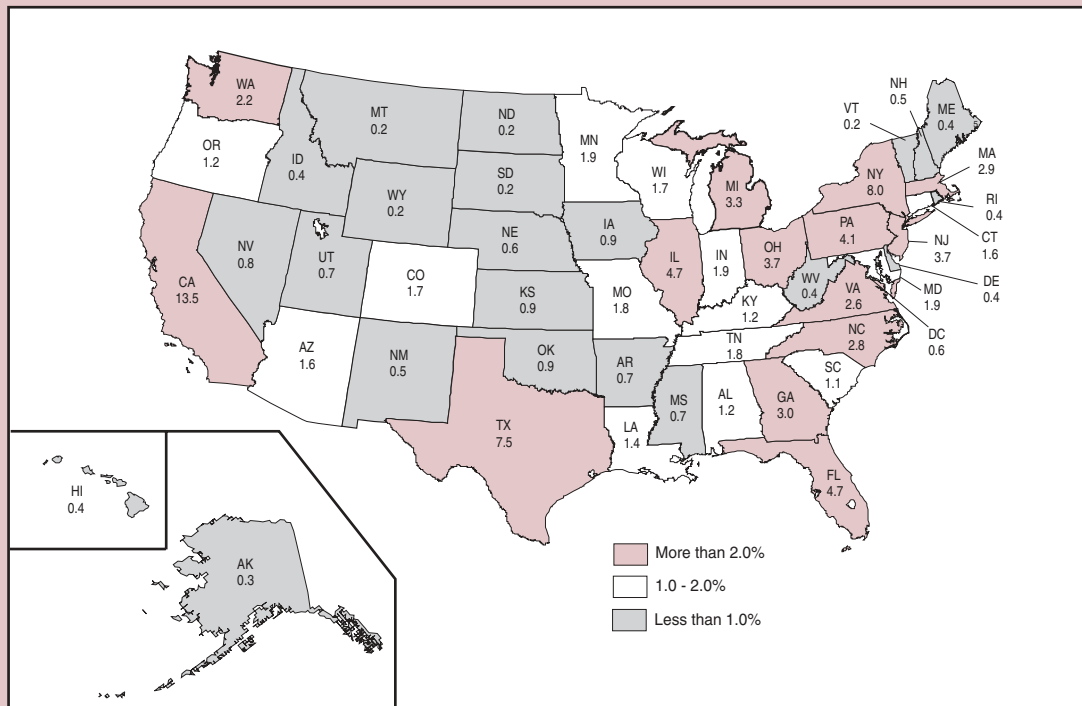 WA
2.2
OR
1.2
CA
13.5
ID
0.4
NV
0.8
MT
0.2
WY
0.2
UT
0.7
AZ
1.6
CO
1.7
NM
0.5
ND
0.2
SD
0.2
NE
0.6
KS
0.9
OK
0.9
TX
7.5
MN
1.9
IA
0.9
MO
1.8
AR
0.7
LA
1.4
WI
1.7
IL
4.7
MI
3.3
IN
1.9
OH
3.7
KY
1.2
TN
1.8
MS
0.7
AL
1.2
GA
3.0
FL
4.7
SC
1.1
NC
2.8
VA
2.6
WV
0.4
PA
4.1
NY
8.0
VT
0.2
NH
0.5
ME
0.4
MA
2.9
RI
0.4
CT
1.6
NJ
3.7
DE
0.4
MD
1.9
DC
0.6
HI
0.4
AK
0.3
More than 2.0%
1.0 - 2.0%
Less than 1.0%